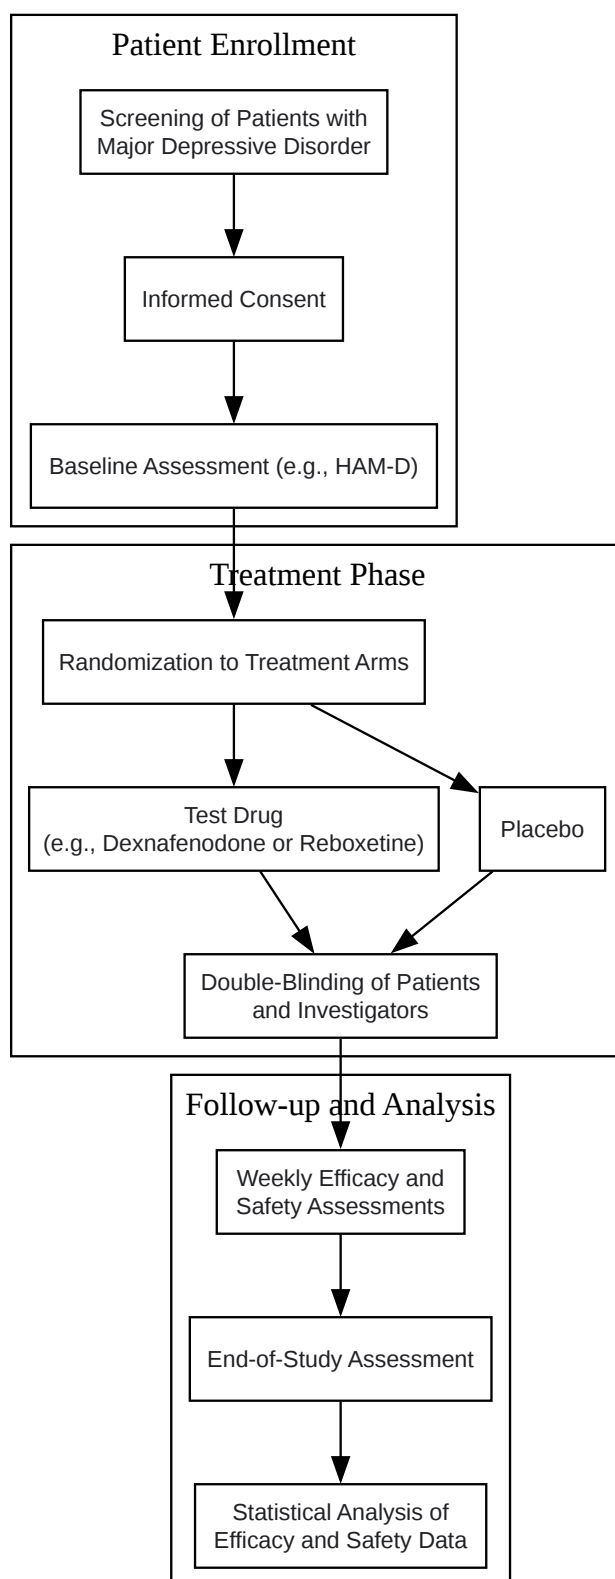 Patient Enrollment
Screening of Patients with
Major Depressive Disorder
Informed Consent
Baseline Assessment (e.g., HAM-D)
Treatment Phase
Randomization to Treatment Arms
Test Drug
(e.g., Dexnafenodone or Reboxetine)
Placebo
Double-Blinding of Patients
and Investigators
Follow-up and Analysis
Weekly Efficacy and
Safety Assessments
End-of-Study Assessment
Statistical Analysis of
Efficacy and Safety Data